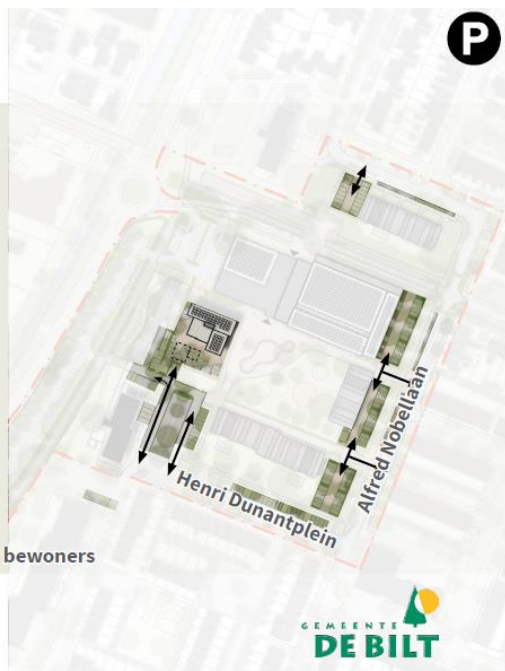 P
Alfred Nobellaan
Henri Dunantplein
bewoners
GEMEENTE
DE BILT